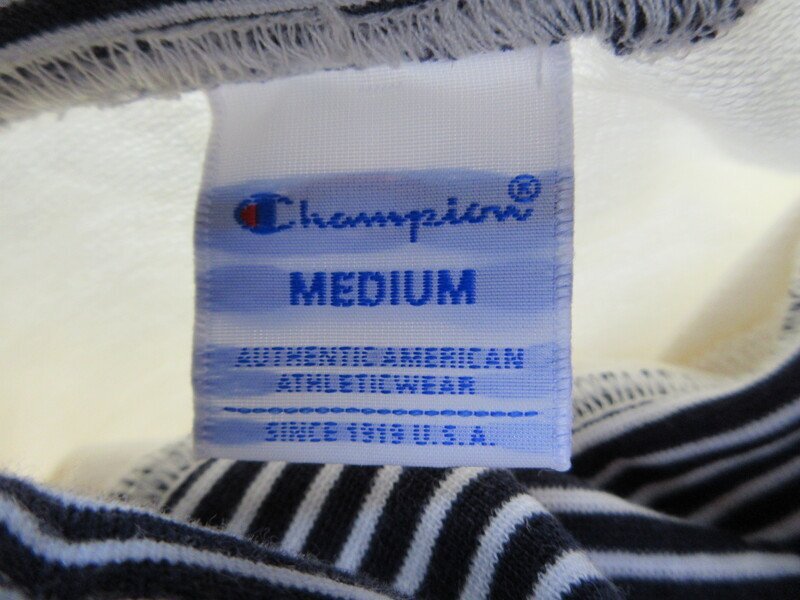 Champion®
MEDIUM
AUTHENTIC AMERICAN
ATHLETICWEAR
SINCE 1919 U.S.A.